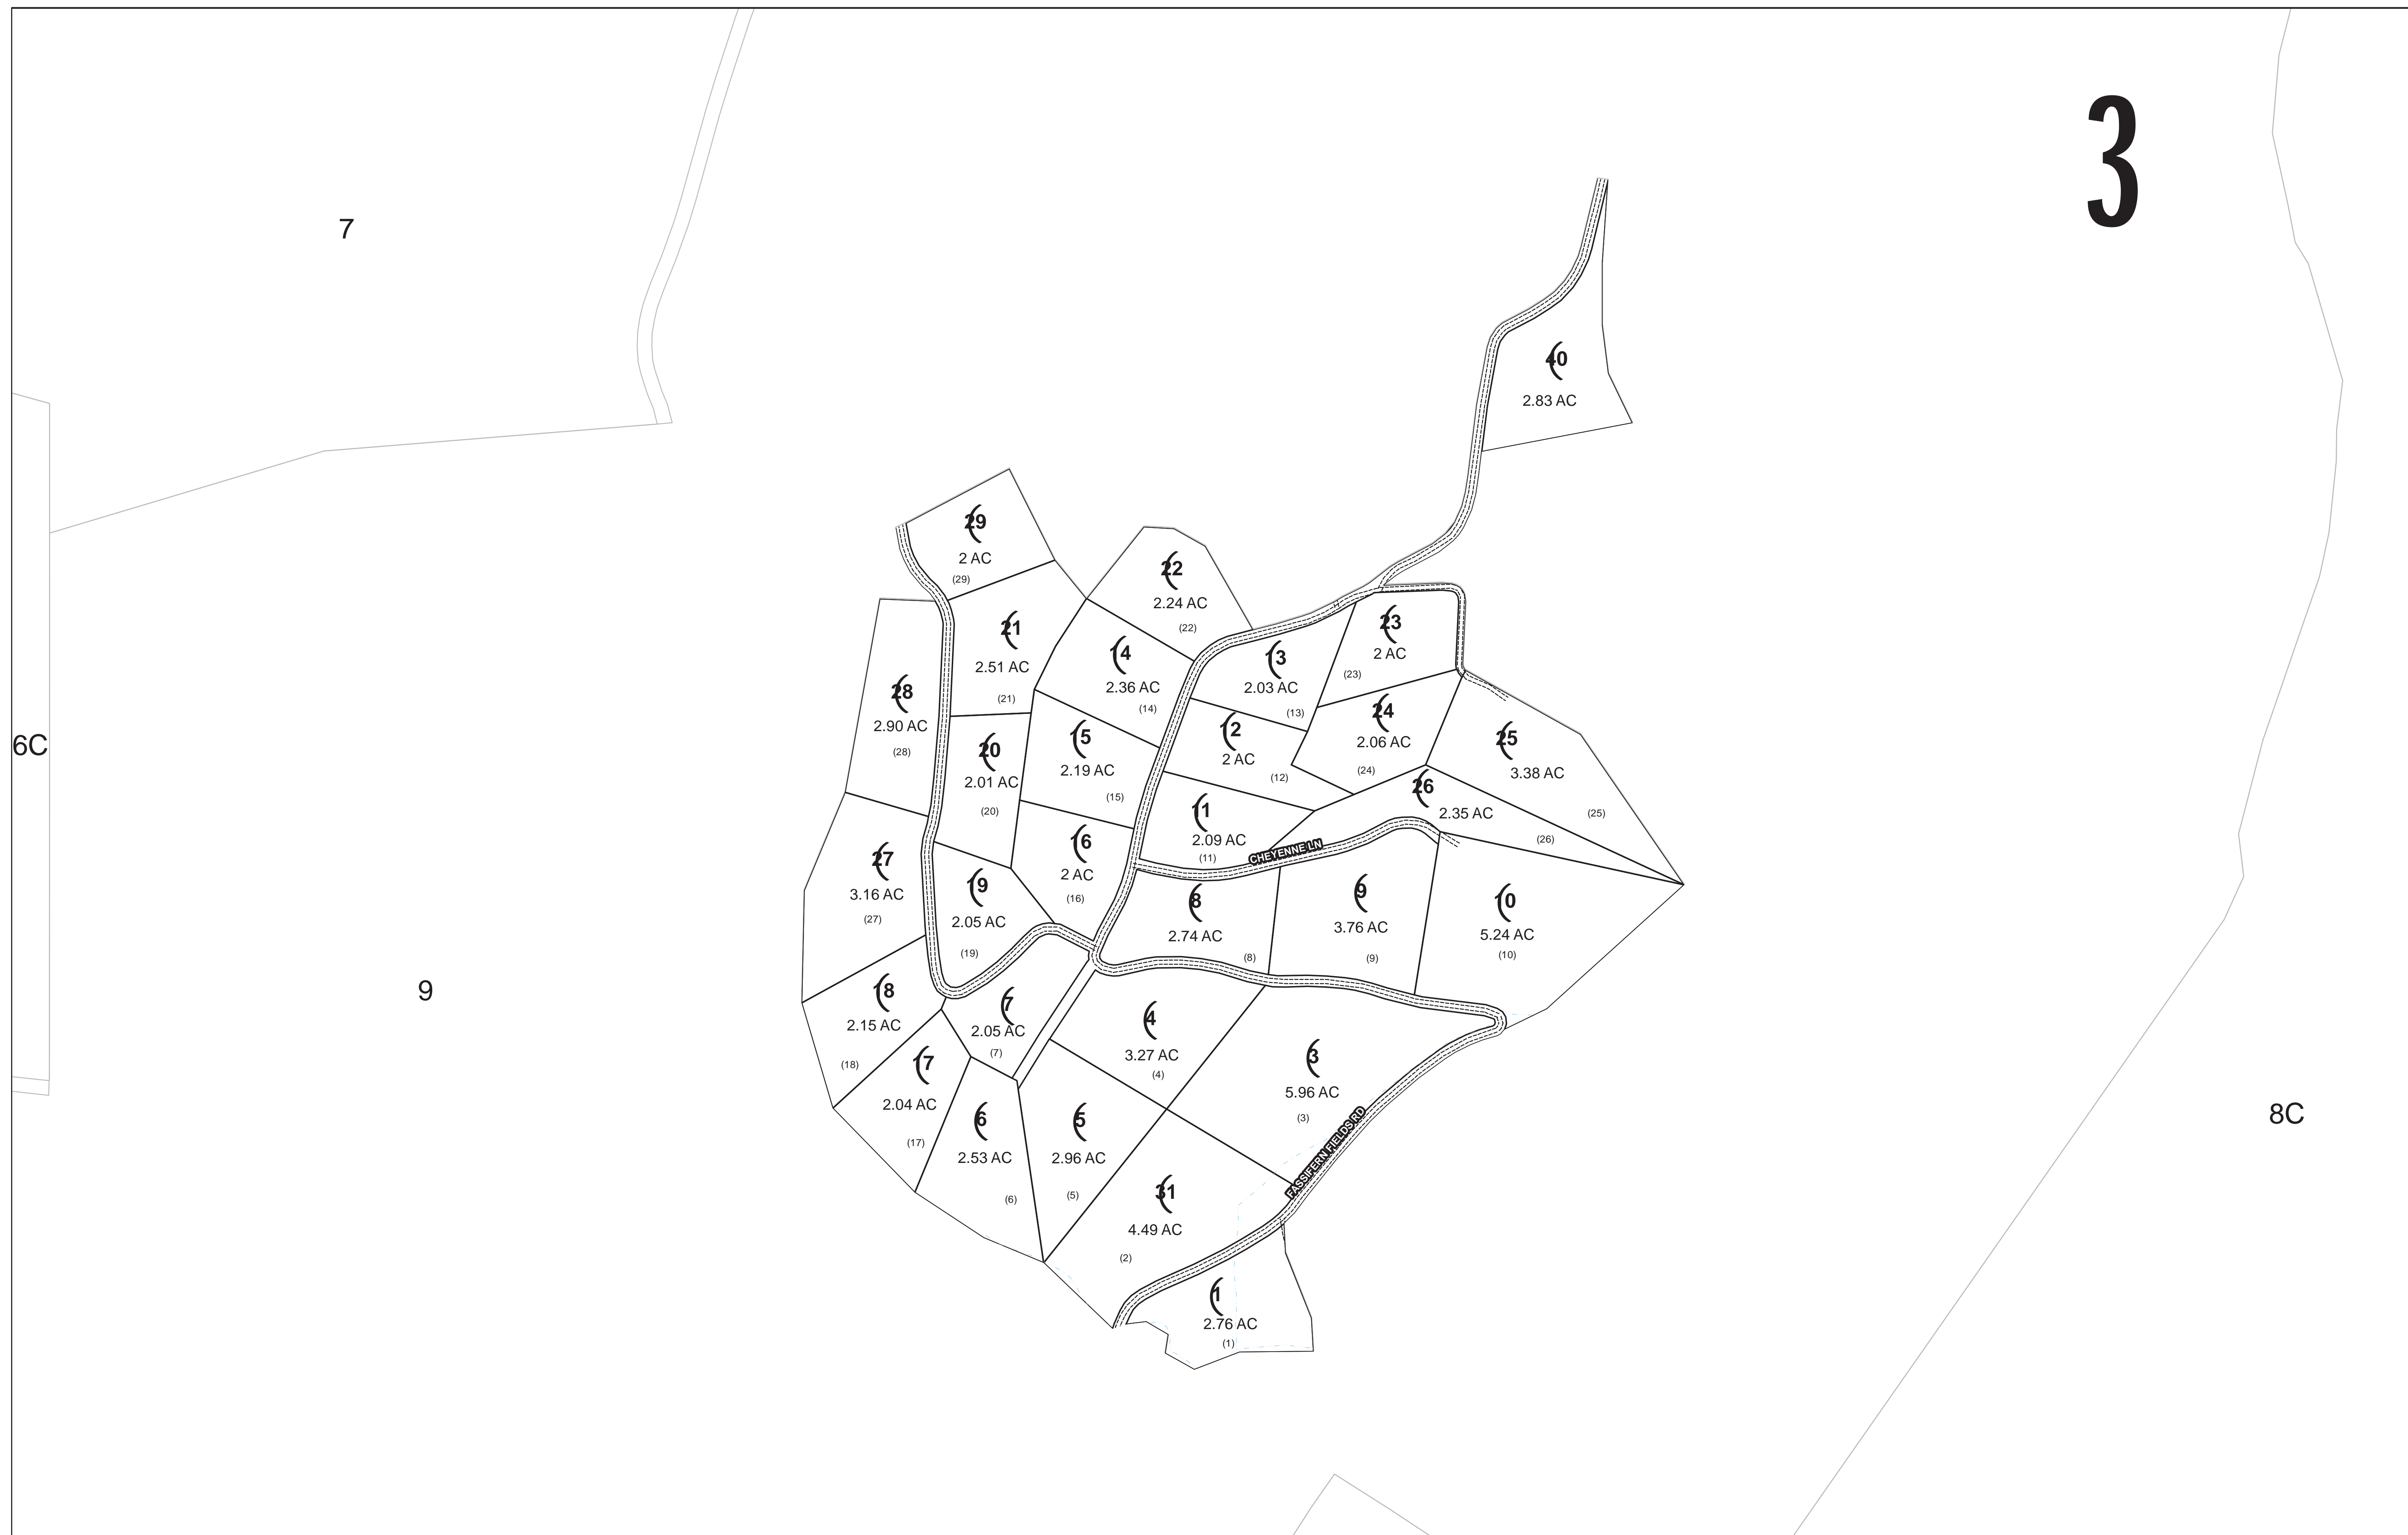 3
7
40
2.83 AC
29
2 AC
(29)
22
2.24 AC
(22)
21
2.51 AC
(21)
14
2.36 AC
(14)
13
2.03 AC
(13)
23
2 AC
(23)
28
2.90 AC
(28)
20
2.01 AC
(20)
15
2.19 AC
(15)
12
2 AC
(12)
24
2.06 AC
(24)
25
3.38 AC
(25)
6C
26
2.35 AC
(26)
11
2.09 AC
(11)
CHEYENNE LN
27
3.16 AC
(27)
19
2.05 AC
(19)
16
2 AC
(16)
8
2.74 AC
(8)
9
3.76 AC
(9)
10
5.24 AC
(10)
9
18
2.15 AC
(18)
7
2.05 AC
(7)
4
3.27 AC
(4)
3
5.96 AC
(3)
17
2.04 AC
(17)
6
2.53 AC
(6)
5
2.96 AC
(5)
31
4.49 AC
(2)
FASSIFERN FIELDS RD
8C
1
2.76 AC
(1)